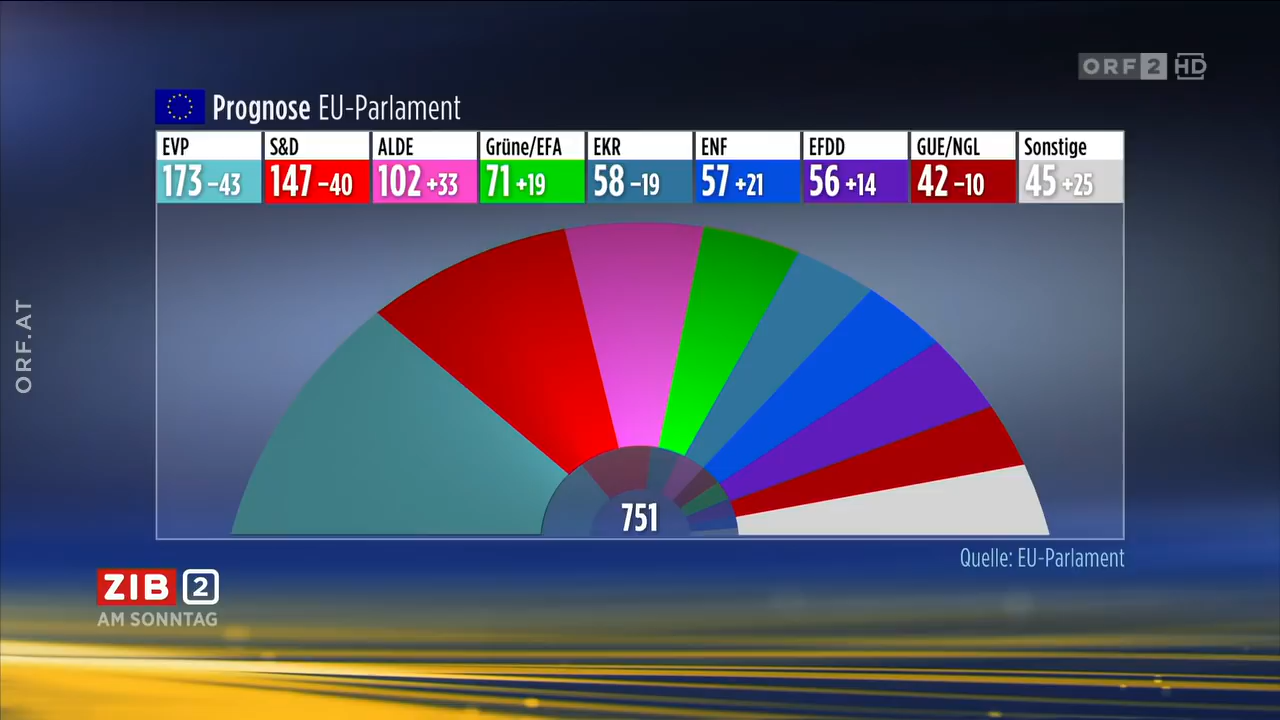 ORF 2 HD
Prognose EU-Parlament
EVP S&D ALDE Grüne/EFA EKR ENF EFDD GUE/NGL Sonstige
173 –43 147 –40 102 +33 71 +19 58 –19 57 +21 56 +14 42 –10 45 +25
ORF.AT
751
Quelle: EU-Parlament
ZIB 2
AM SONNTAG